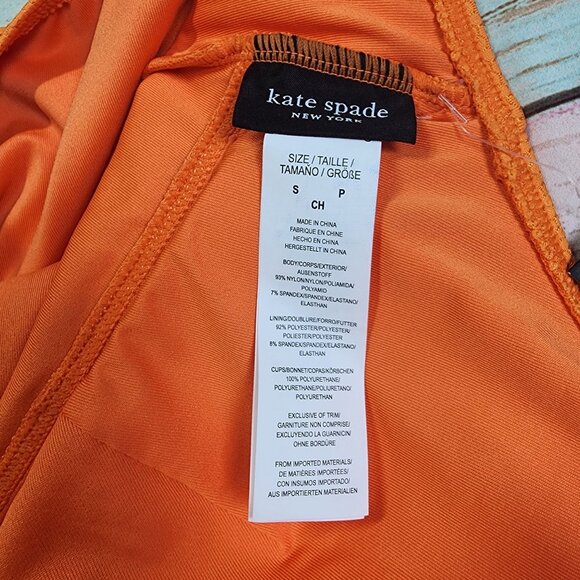 kate spade
NEW YORK
SIZE / TAILLE /
TAMAÑO / GRÖßE
S P
CH
MADE IN CHINA
FABRIQUE EN CHINE
HECHO EN CHINA
HERGESTELLT IN CHINA
BODY/CORPS/EXTERIOR/
AUßENSTOFF
93% NYLON/NYLON/POLIAMIDA/
POLYAMID
7% SPANDEX/SPANDEX/ELASTANO/
ELASTHAN
LINING/DOUBLURE/FORRO/FUTTER
92% POLYESTER/POLYESTER/
POLIESTER/POLYESTER
8% SPANDEX/SPANDEX/ELASTANO/
ELASTHAN
CUPS/BONNET/COPAS/KÖRBCHEN
100% POLYURETHANE/
POLYURETHANE/POLIURETANO/
POLYURETHAN
EXCLUSIVE OF TRIM/
GARNITURE NON COMPRISE/
EXCLUYENDO LA GUARNICIN/
OHNE BORDÜRE
FROM IMPORTED MATERIALS/
DE MATIÈRES IMPORTÉES/
CON INSUMOS IMPORTADO/
AUS IMPORTIERTEN MATERIALIEN